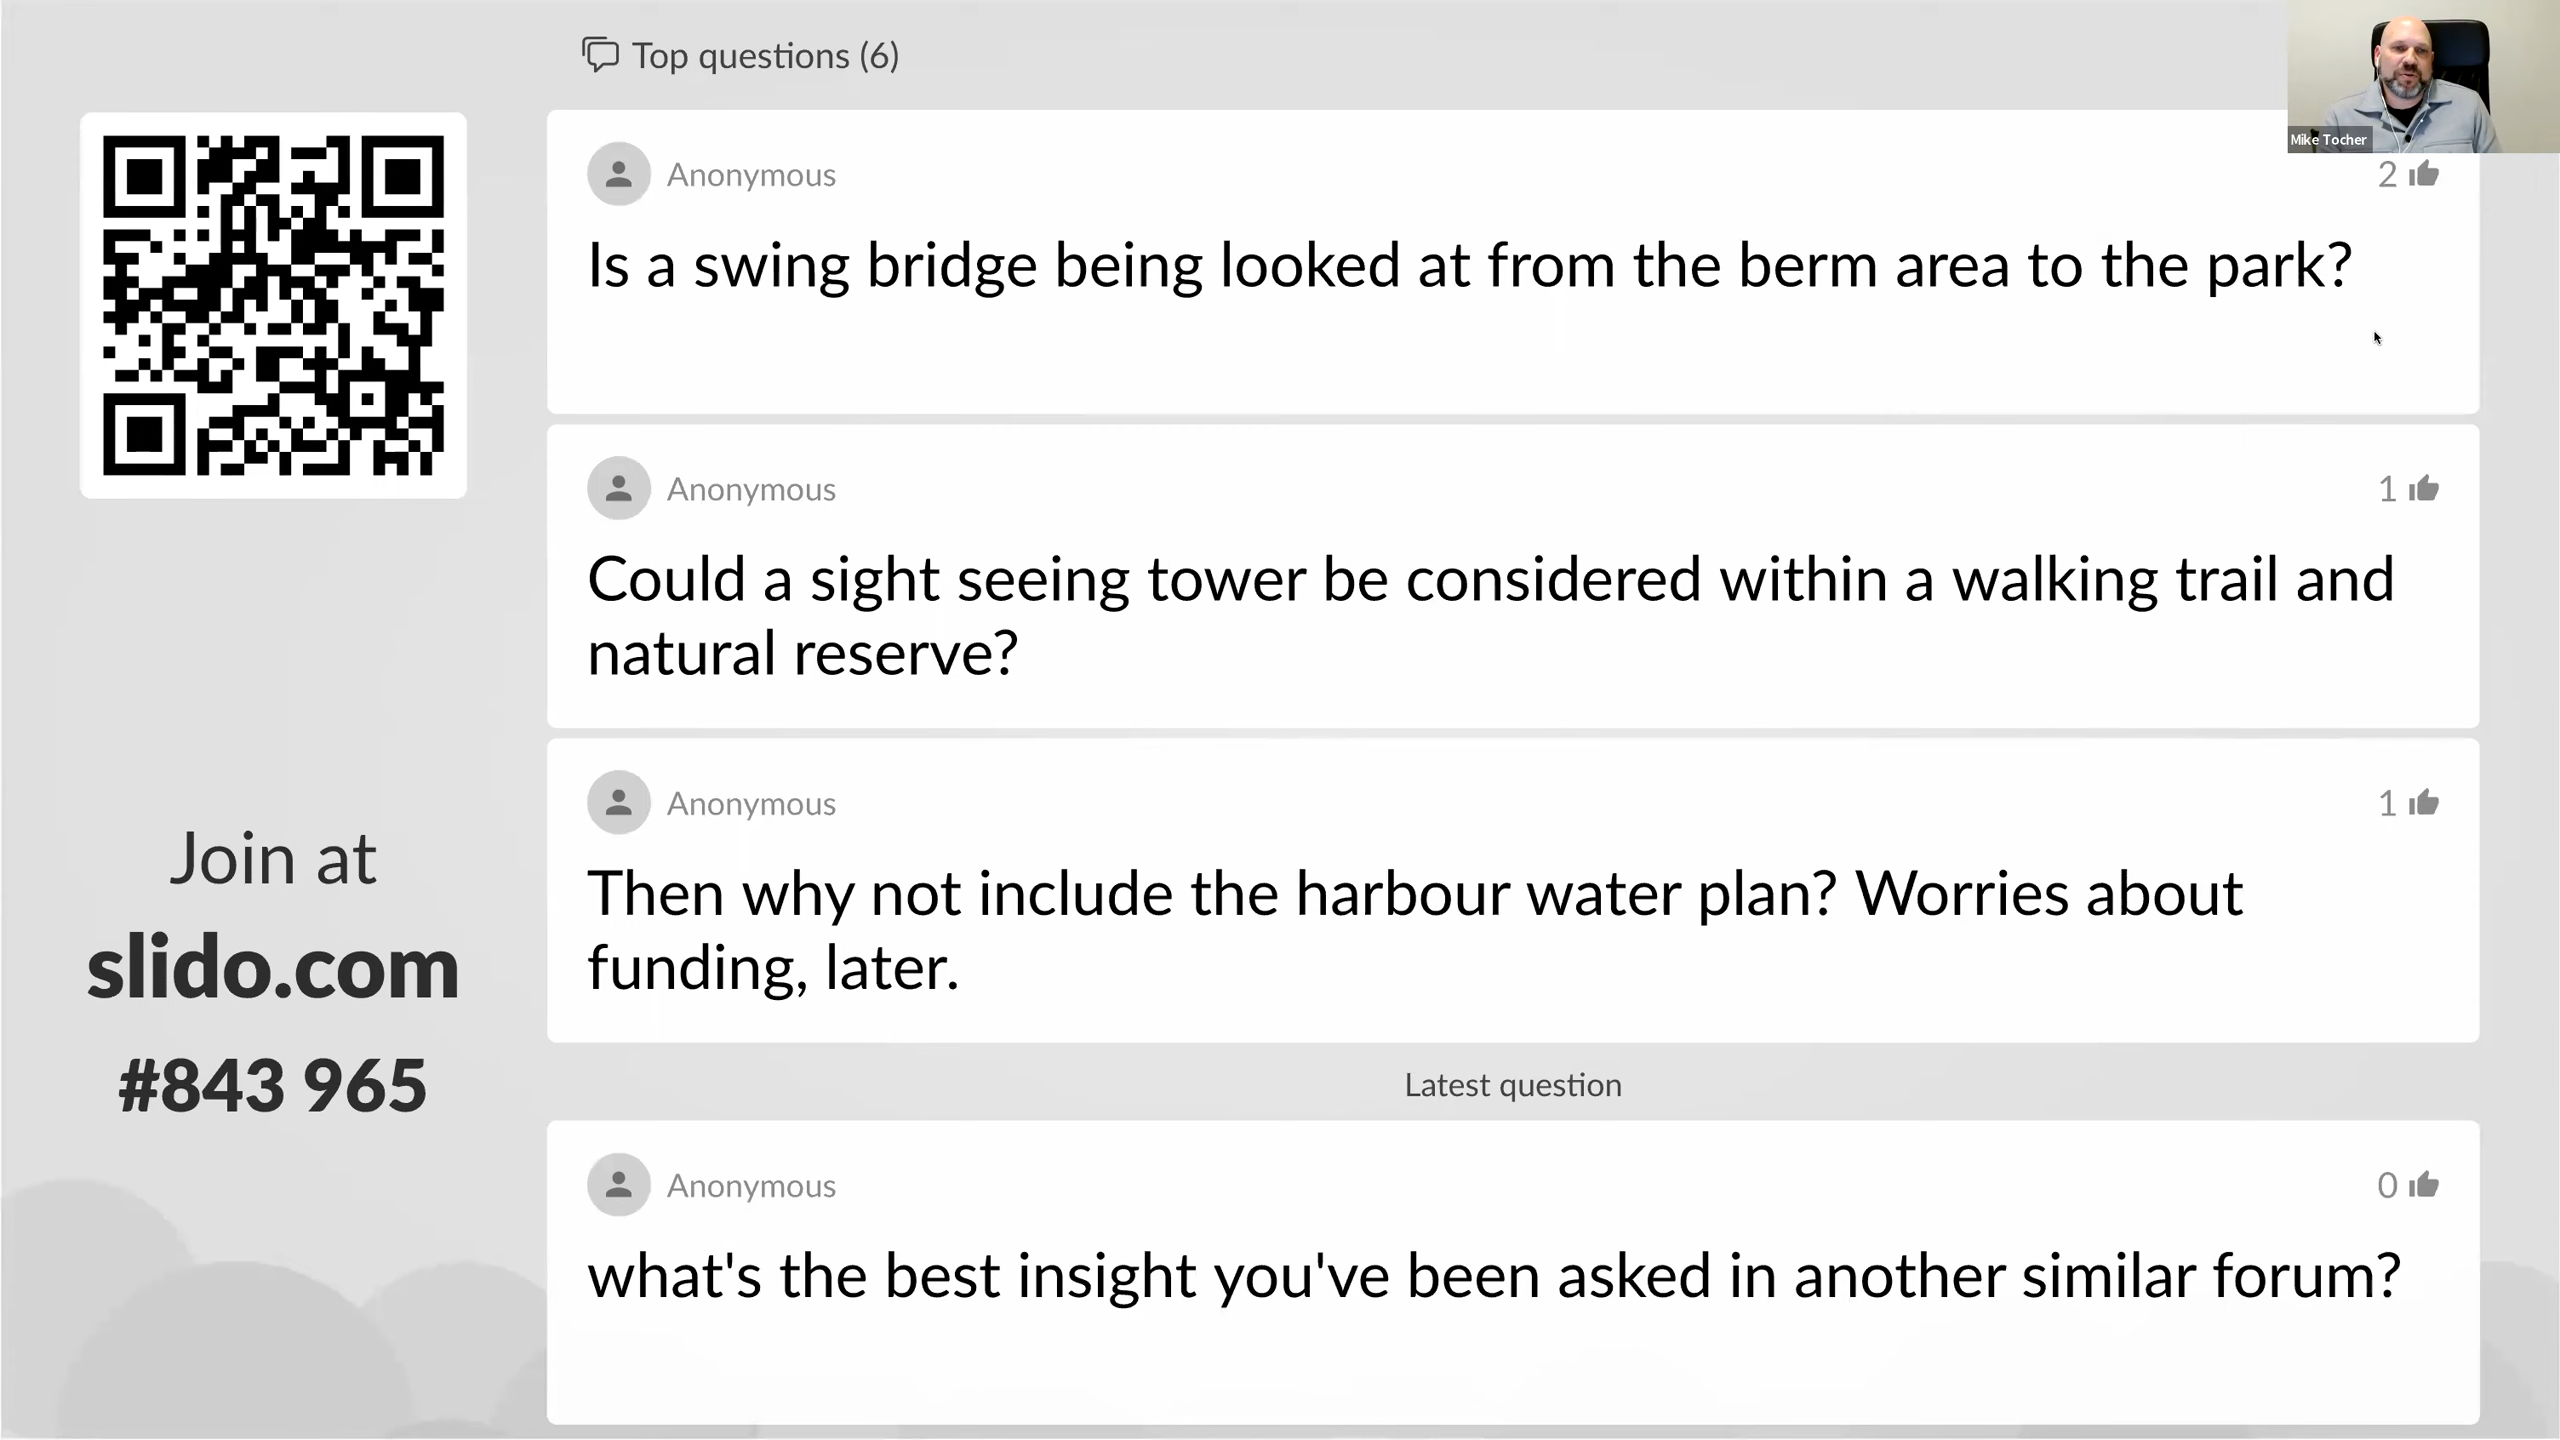 Top questions (6)
Mike Tocher
Anonymous
2
Is a swing bridge being looked at from the berm area to the park?
Anonymous
1
Could a sight seeing tower be considered within a walking trail and
natural reserve?
Anonymous
1
Then why not include the harbour water plan? Worries about
funding, later.
Join at
slido.com
#843 965
Latest question
Anonymous
0
what's the best insight you've been asked in another similar forum?